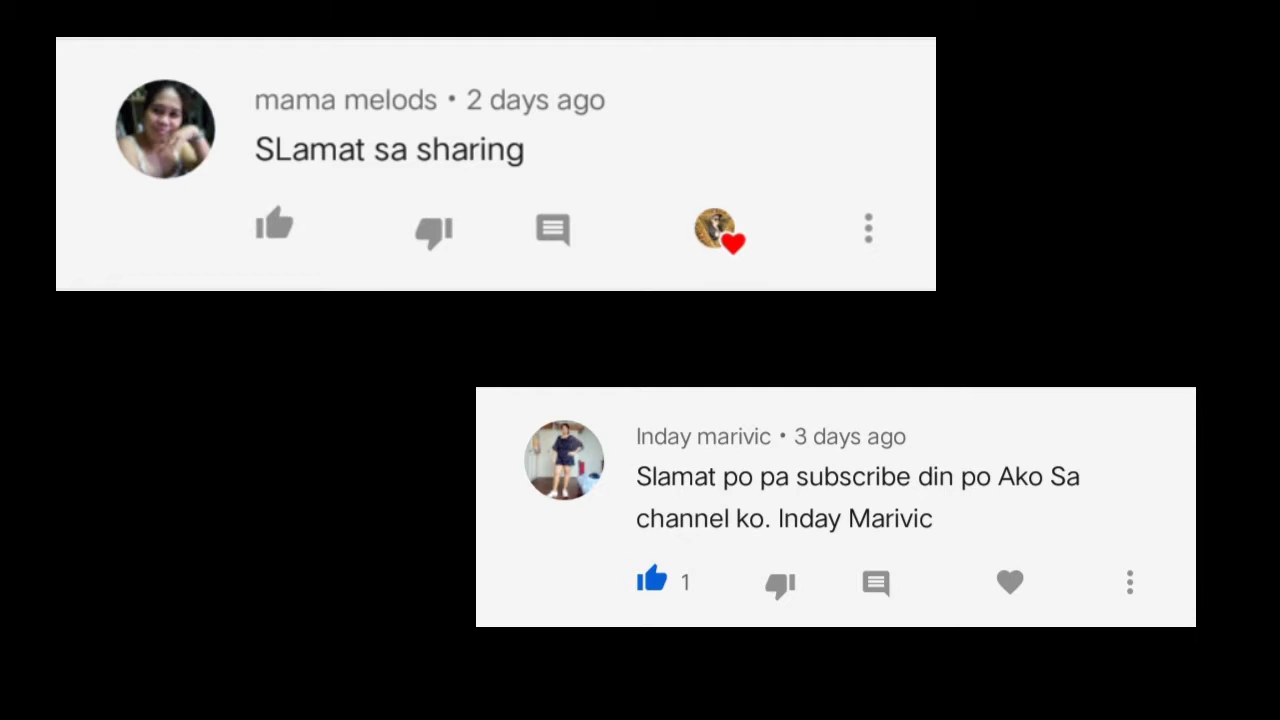 mama melods • 2 days ago
SLamat sa sharing
Inday marivic • 3 days ago
Slamat po pa subscribe din po Ako Sa
channel ko. Inday Marivic
1